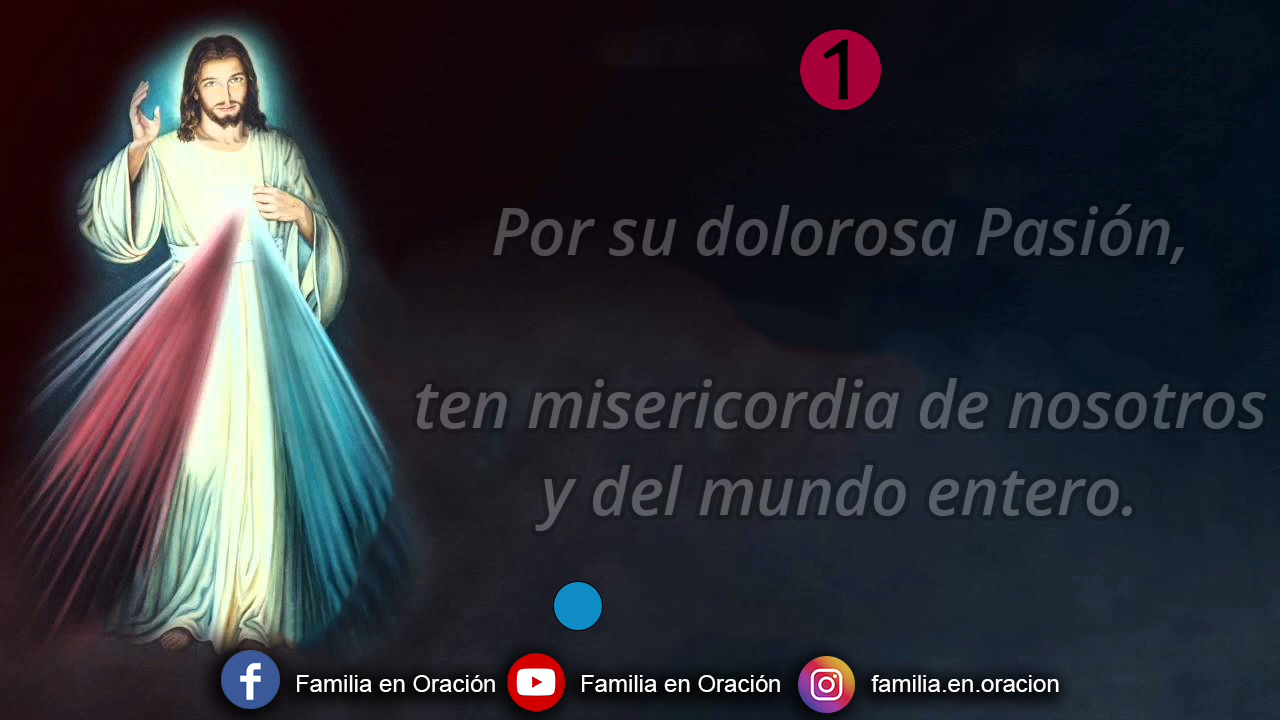 1
Por su dolorosa Pasión,
ten misericordia de nosotros
y del mundo entero.
Familia en Oración
Familia en Oración
familia.en.oracion